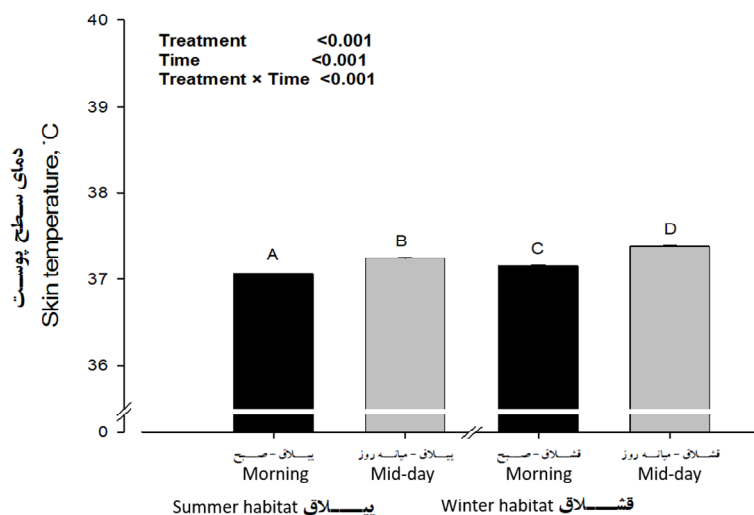 40
39
38
37
36
0
دمای سطح پوست
Skin temperature, °C
Treatment <0.001
Time <0.001
Treatment × Time <0.001
A
B
C
D
ییلاق - صبح
ییلاق - میانه روز
قشلاق - صبح
قشلاق - میانه روز
Morning
Mid-day
Morning
Mid-day
Summer habitat ییلاق
Winter habitat قشلاق